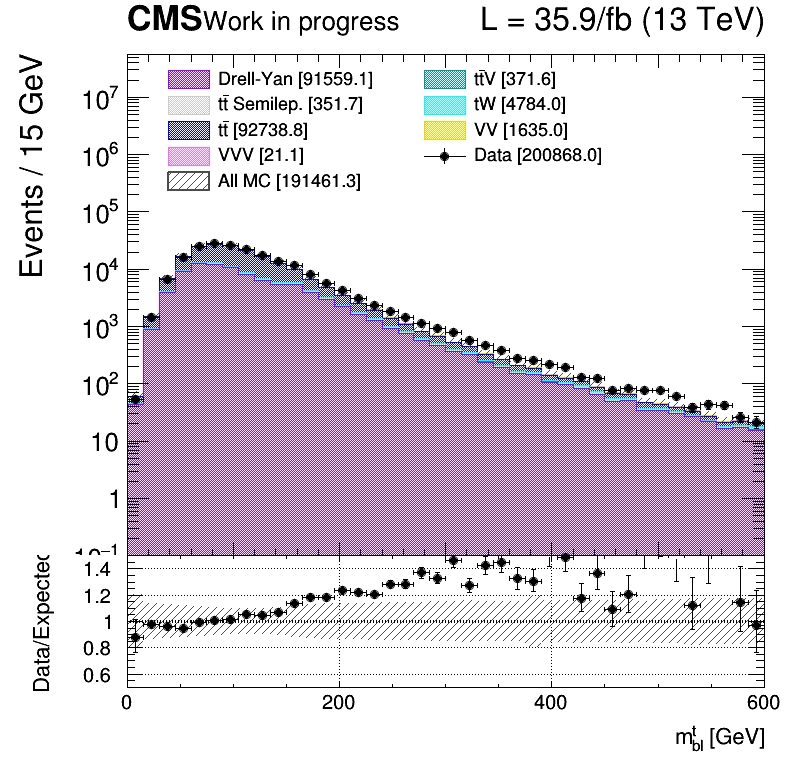 CMS Work in progress L = 35.9/fb (13 TeV)
Events / 15 GeV
Drell-Yan [91559.1]
tt̄ Semilep. [351.7]
tt̄ [92738.8]
VVV [21.1]
All MC [191461.3]
tt̄V [371.6]
tW [4784.0]
VV [1635.0]
Data [200868.0]
10⁷
10⁶
10⁵
10⁴
10³
10²
10
1
10⁻¹
Data/Expected
1.4
1.2
1
0.8
0.6
0 200 400 600
m^t_bl [GeV]